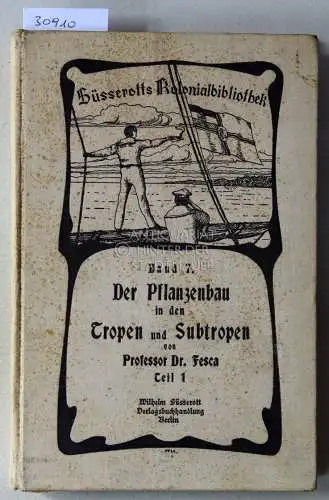 30910
Süsserotts Kolonialbibliothek
Band 7.
Der Pflanzenbau
in den
Tropen und Subtropen
von
Professor Dr. Fesca
Teil 1
Wilhelm Süsserott
Verlagsbuchhandlung
Berlin